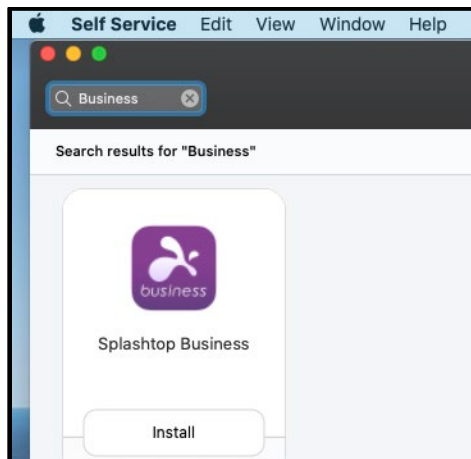 Self Service Edit View Window Help
Business
Search results for "Business"
business
Splashtop Business
Install